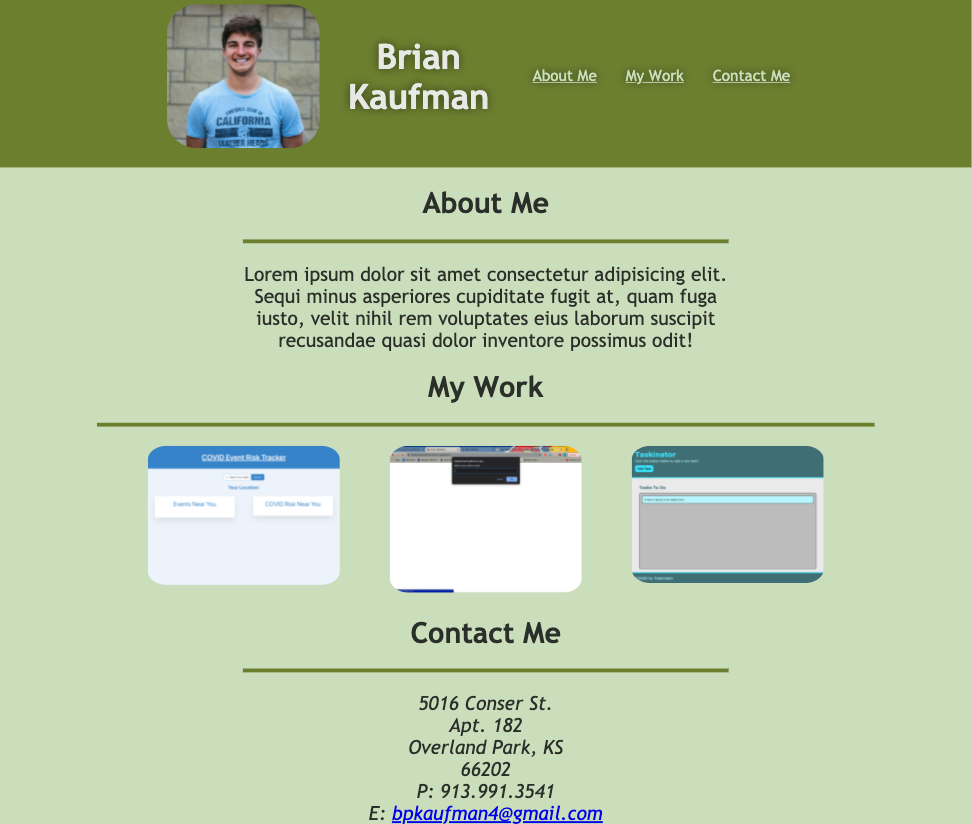 Brian
Kaufman
About Me
My Work
Contact Me
CALIFORNIA
About Me
Lorem ipsum dolor sit amet consectetur adipisicing elit.
Sequi minus asperiores cupiditate fugit at, quam fuga
iusto, velit nihil rem voluptates eius laborum suscipit
recusandae quasi dolor inventore possimus odit!
My Work
COVID Event Risk Tracker
Your Location:
Events Near You
COVID Risk Near You
Taskinator
Tasks To Do
Contact Me
5016 Conser St.
Apt. 182
Overland Park, KS
66202
P: 913.991.3541
E: bpkaufman4@gmail.com